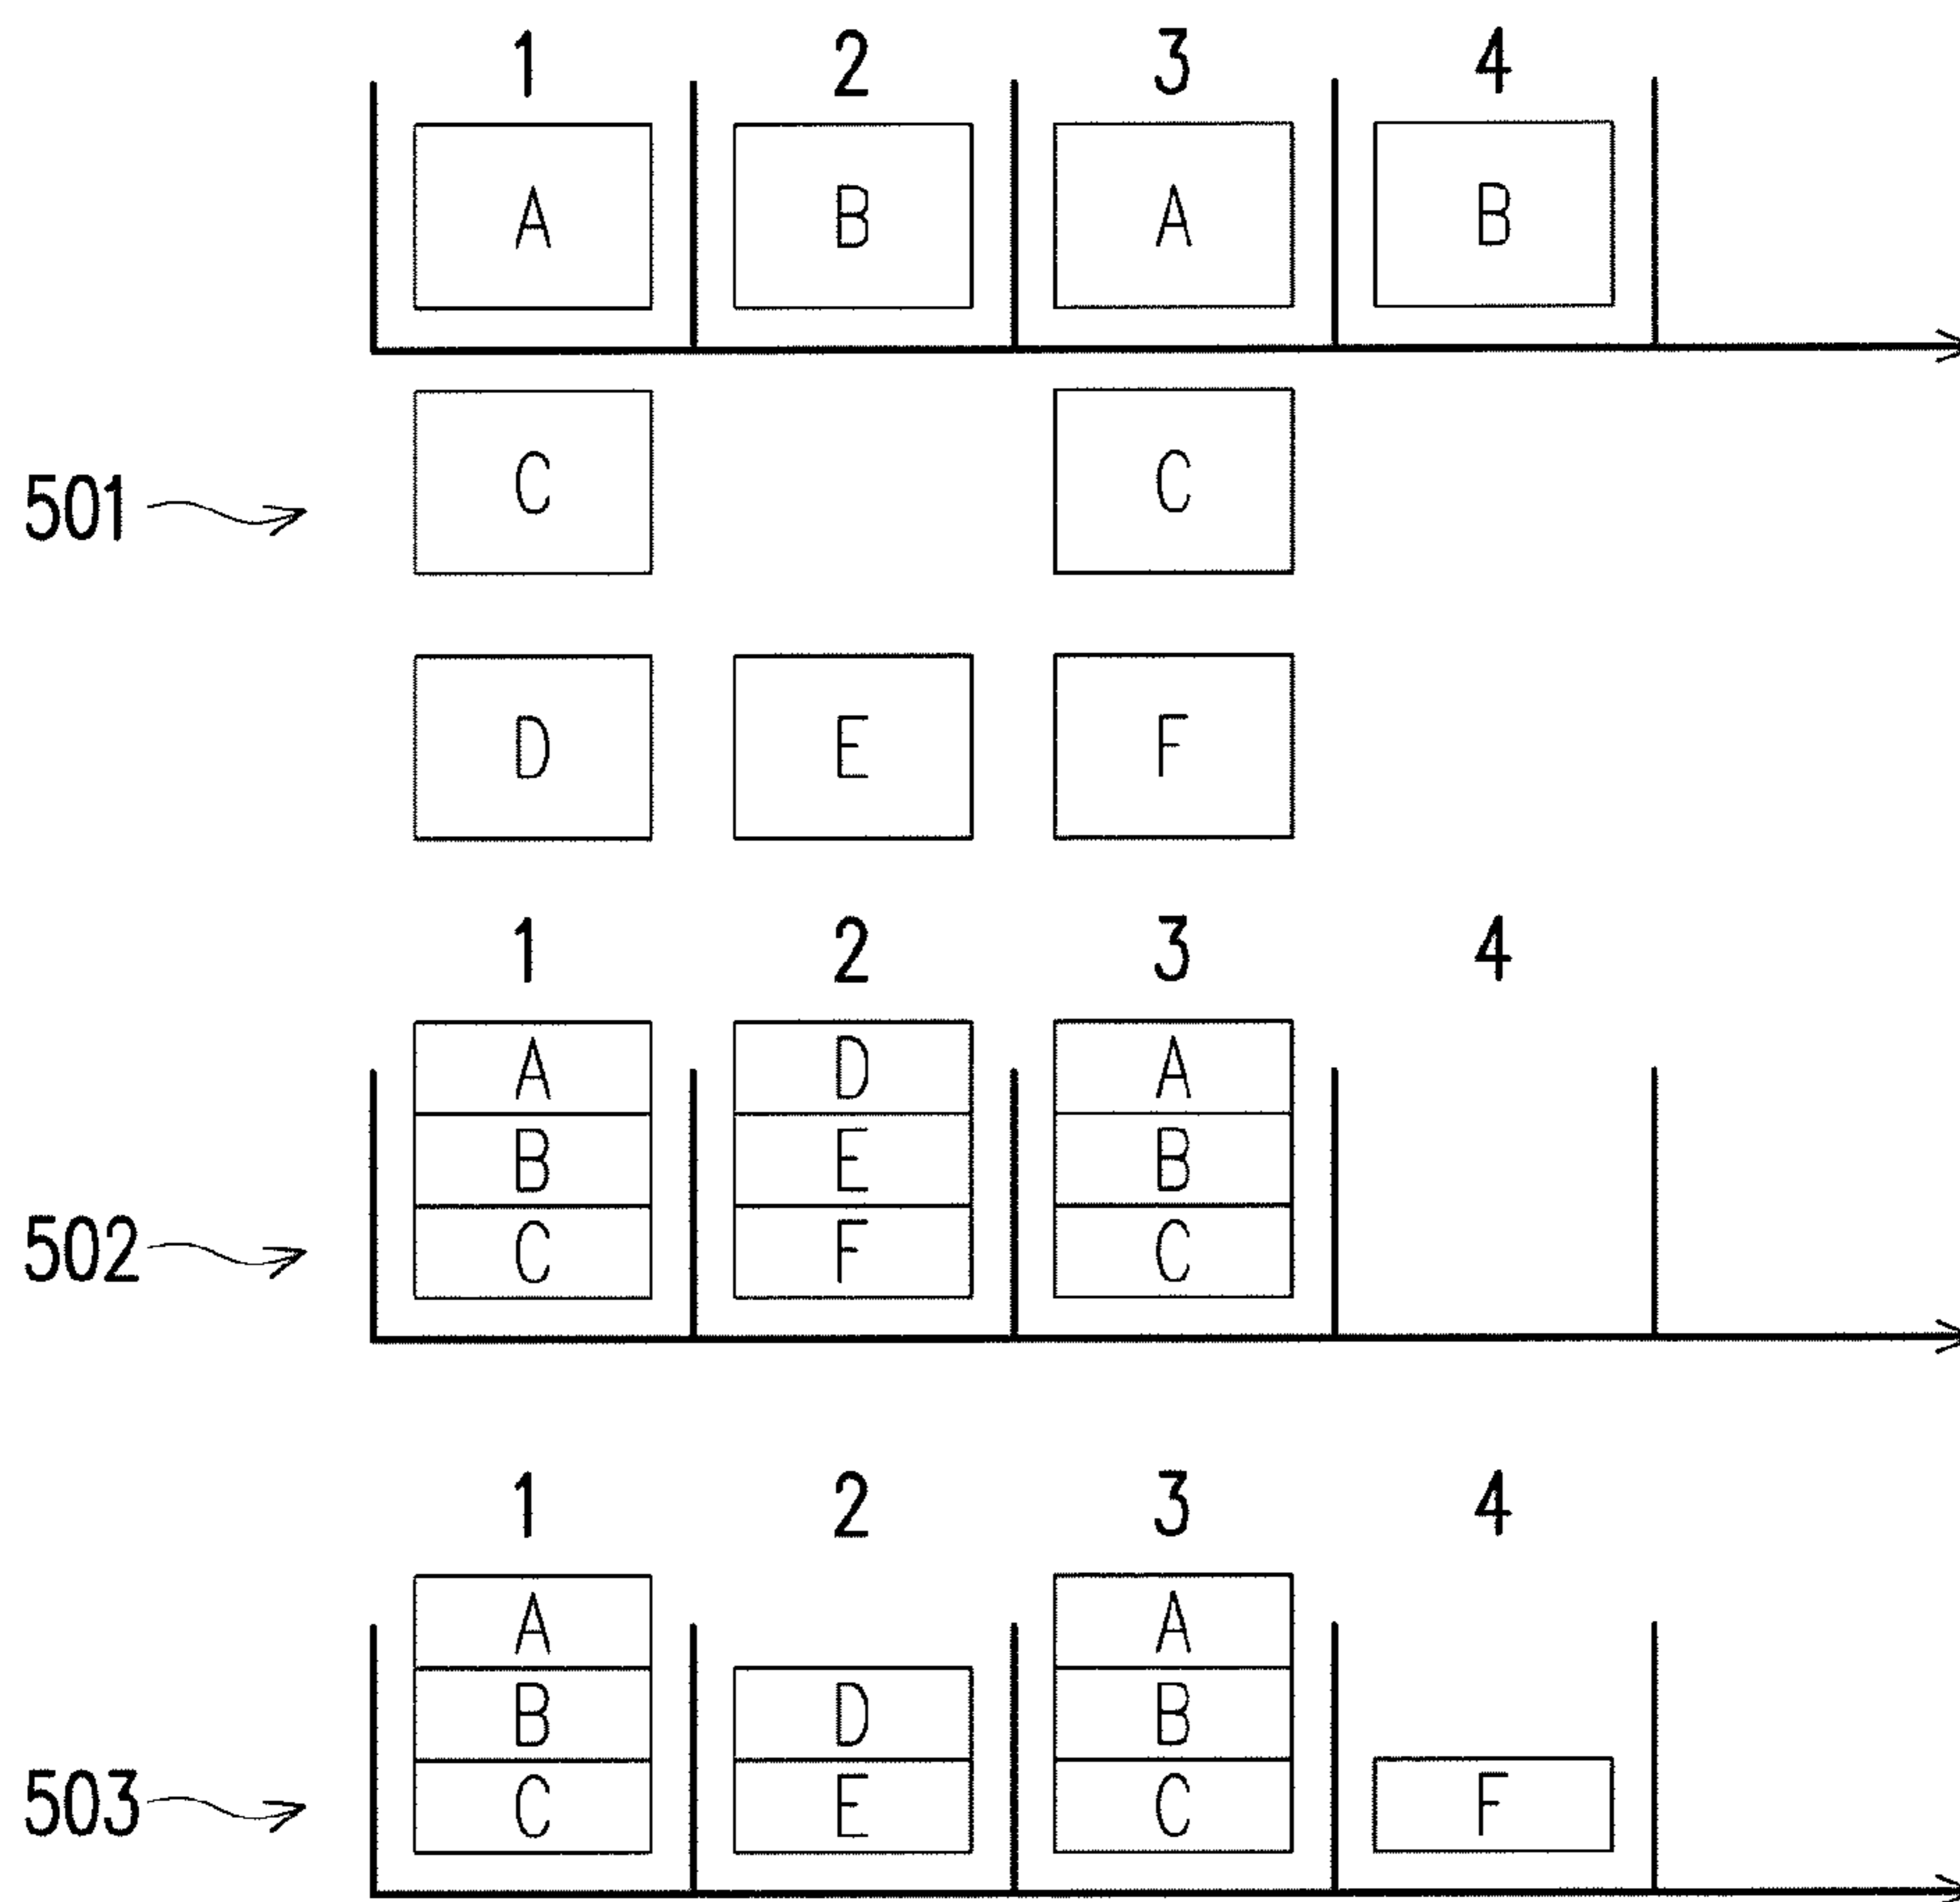 1 2 3 4
A B A B
C C
501
D E F
1 2 3 4
A D A
B E B
C F C
502
1 2 3 4
A A
B D B
C E C F
503